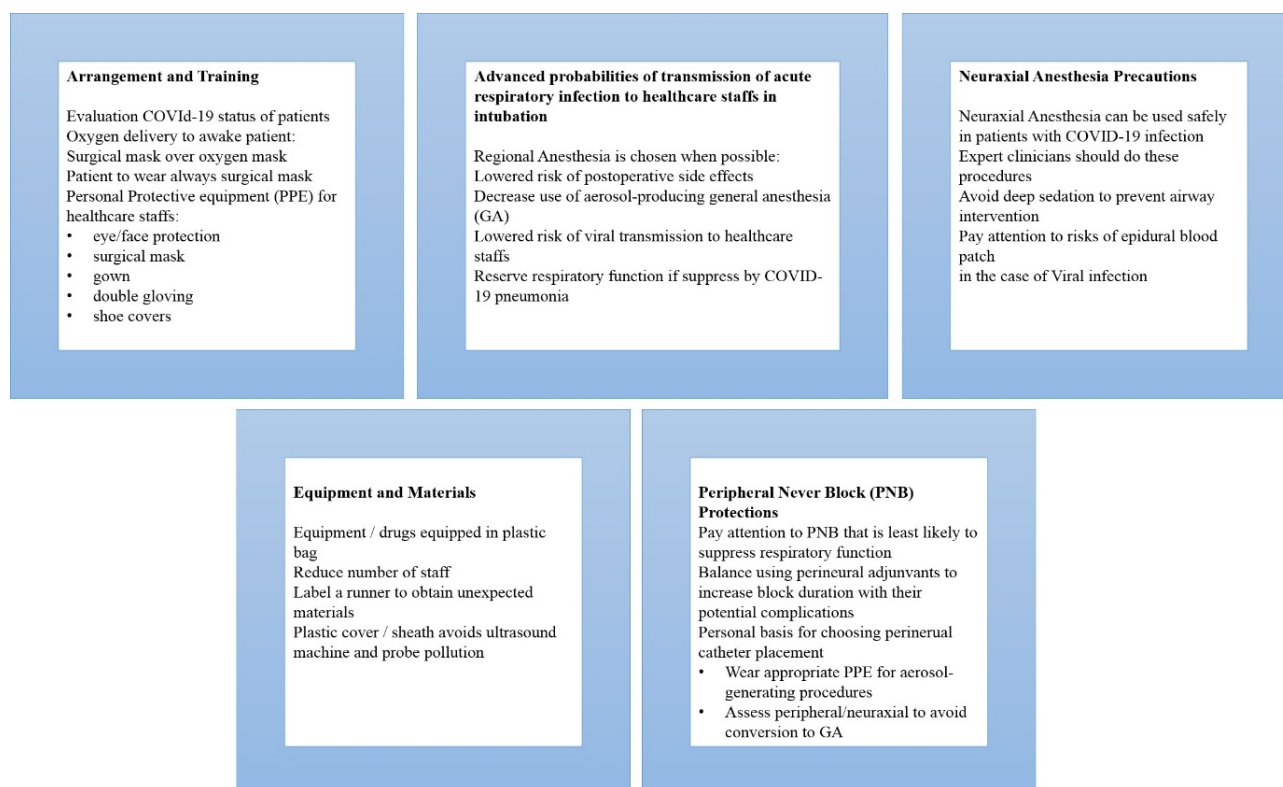 Arrangement and Training
Evaluation COVId-19 status of patients
Oxygen delivery to awake patient:
Surgical mask over oxygen mask
Patient to wear always surgical mask
Personal Protective equipment (PPE) for
healthcare staffs:
• eye/face protection
• surgical mask
• gown
• double gloving
• shoe covers
Advanced probabilities of transmission of acute
respiratory infection to healthcare staffs in
intubation
Regional Anesthesia is chosen when possible:
Lowered risk of postoperative side effects
Decrease use of aerosol-producing general anesthesia
(GA)
Lowered risk of viral transmission to healthcare
staffs
Reserve respiratory function if suppress by COVID-
19 pneumonia
Neuraxial Anesthesia Precautions
Neuraxial Anesthesia can be used safely
in patients with COVID-19 infection
Expert clinicians should do these
procedures
Avoid deep sedation to prevent airway
intervention
Pay attention to risks of epidural blood
patch
in the case of Viral infection
Equipment and Materials
Equipment / drugs equipped in plastic
bag
Reduce number of staff
Label a runner to obtain unexpected
materials
Plastic cover / sheath avoids ultrasound
machine and probe pollution
Peripheral Never Block (PNB)
Protections
Pay attention to PNB that is least likely to
suppress respiratory function
Balance using perineural adjunvants to
increase block duration with their
potential complications
Personal basis for choosing perinerual
catheter placement
• Wear appropriate PPE for aerosol-
generating procedures
• Assess peripheral/neuraxial to avoid
conversion to GA